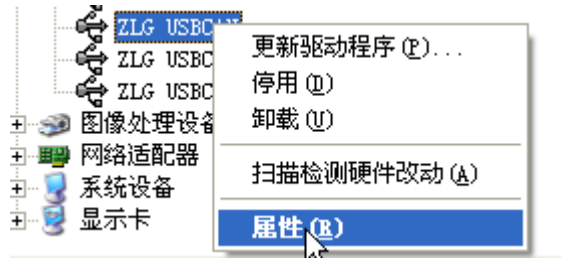 ZLG USBCAN
ZLG USBC
ZLG USBC
图像处理设备
网络适配器
系统设备
显示卡
更新驱动程序(P)...
停用(D)
卸载(U)
扫描检测硬件改动(A)
属性(R)